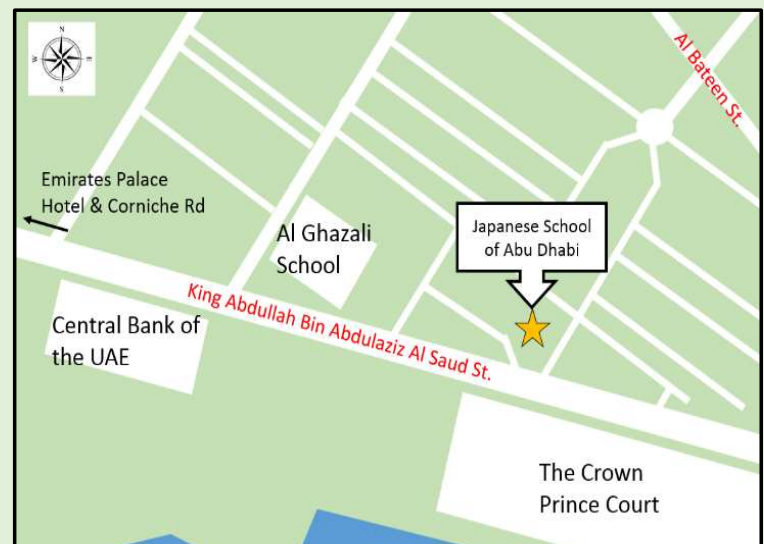 N
W
E
S
Al Bateen St.
Emirates Palace
Hotel & Corniche Rd
Japanese School
of Abu Dhabi
Al Ghazali
School
King Abdullah Bin Abdulaziz Al Saud St.
Central Bank of
the UAE
The Crown
Prince Court